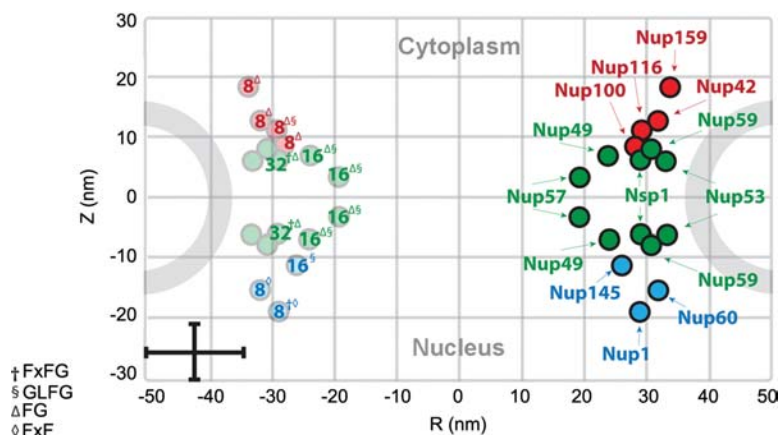 30
Cytoplasm
Nup159
Nup116
20
8Δ
Nup42
Nup100
8Δ
8Δ§
Nup59
10
8Δ
Nup49
32†Δ
16Δ§
16Δ§
Z (nm)
0
Nup57
Nsp1
Nup53
16Δ§
32†Δ
16Δ§
-10
Nup49
Nup59
16§
Nup145
8◊
Nup60
8†◊
-20
Nucleus
Nup1
-30
†FxFG
§GLFG
ΔFG
◊FxF
-50 -40 -30 -20 -10 0 10 20 30 40 50
R (nm)